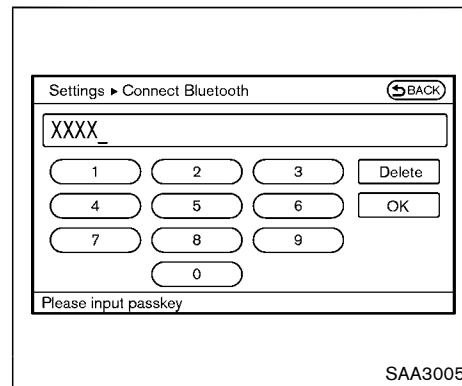 Settings ▶ Connect Bluetooth
BACK
XXXX_
1 2 3 Delete
4 5 6 OK
7 8 9
0
Please input passkey
SAA3005